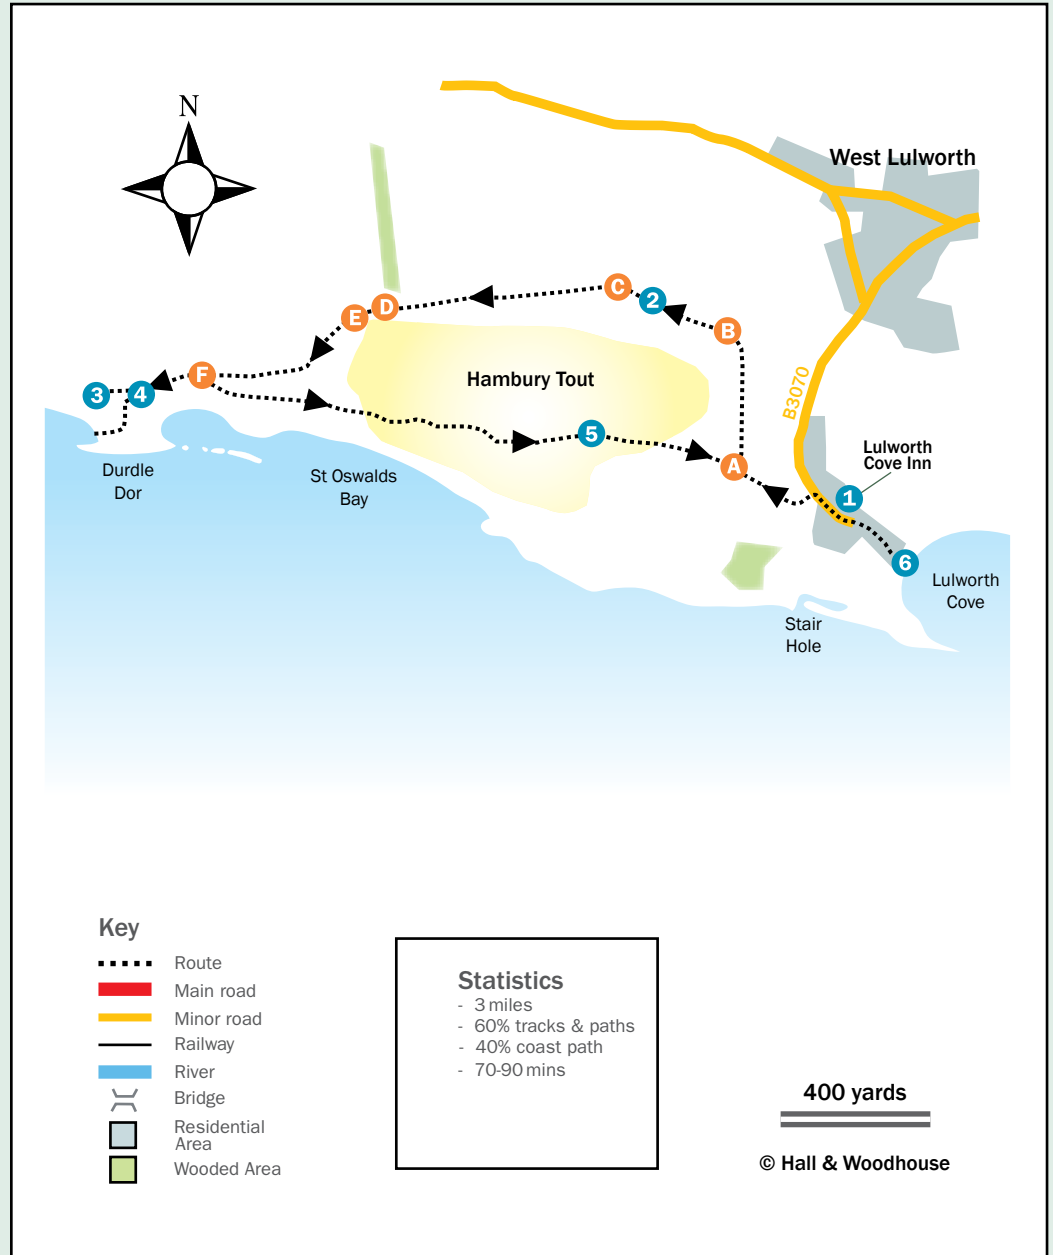 N
West Lulworth
C
2
D
B
E
F
B3070
Hambury Tout
3
4
5
Lulworth
Cove Inn
A
Durdle
Dor
St Oswalds
Bay
1
6
Lulworth
Cove
Stair
Hole
Key
Route
Main road
Minor road
Railway
River
Bridge
Residential
Area
Wooded Area
Statistics
- 3 miles
- 60% tracks & paths
- 40% coast path
- 70-90 mins
400 yards
© Hall & Woodhouse